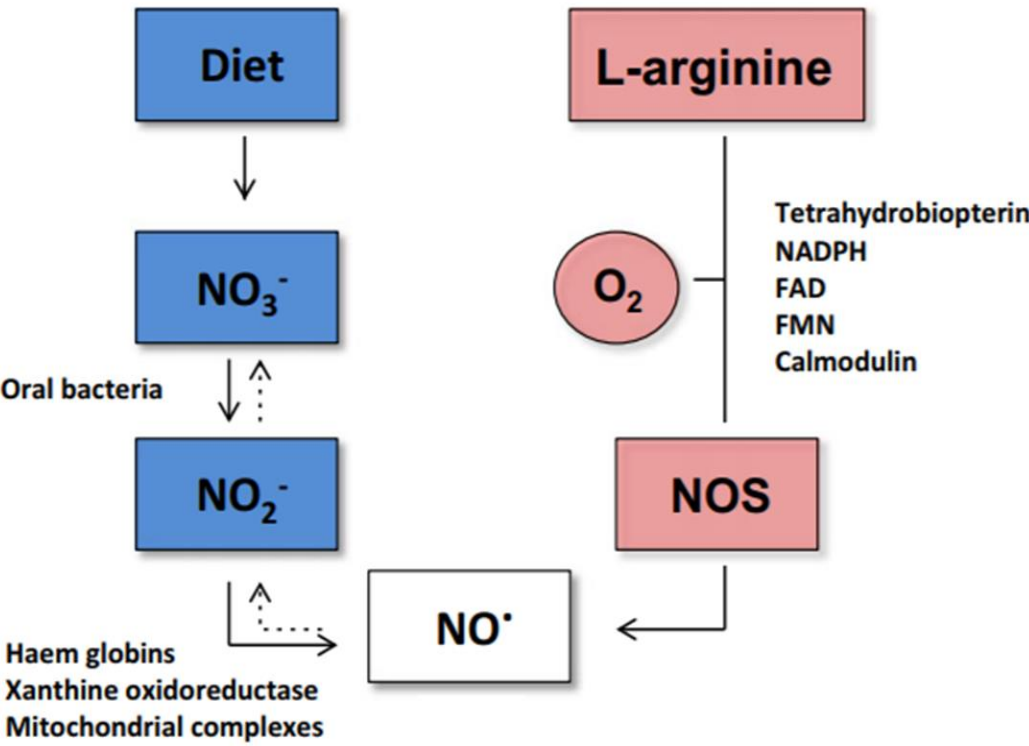 Diet
L-arginine
Tetrahydrobiopterin
NADPH
FAD
FMN
Calmodulin
O₂
NO₃⁻
Oral bacteria
NO₂⁻
NOS
NO•
Haem globins
Xanthine oxidoreductase
Mitochondrial complexes